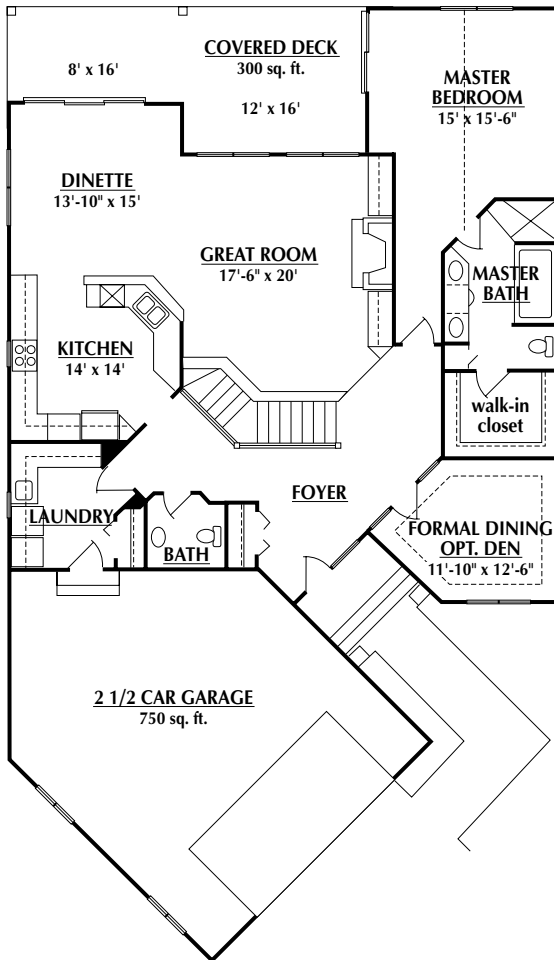 COVERED DECK
300 sq. ft.
8' x 16'
12' x 16'
MASTER
BEDROOM
15' x 15'-6"
DINETTE
13'-10" x 15'
GREAT ROOM
17'-6" x 20'
MASTER
BATH
KITCHEN
14' x 14'
walk-in
closet
FOYER
LAUNDRY
BATH
FORMAL DINING
OPT. DEN
11'-10" x 12'-6"
2 1/2 CAR GARAGE
750 sq. ft.